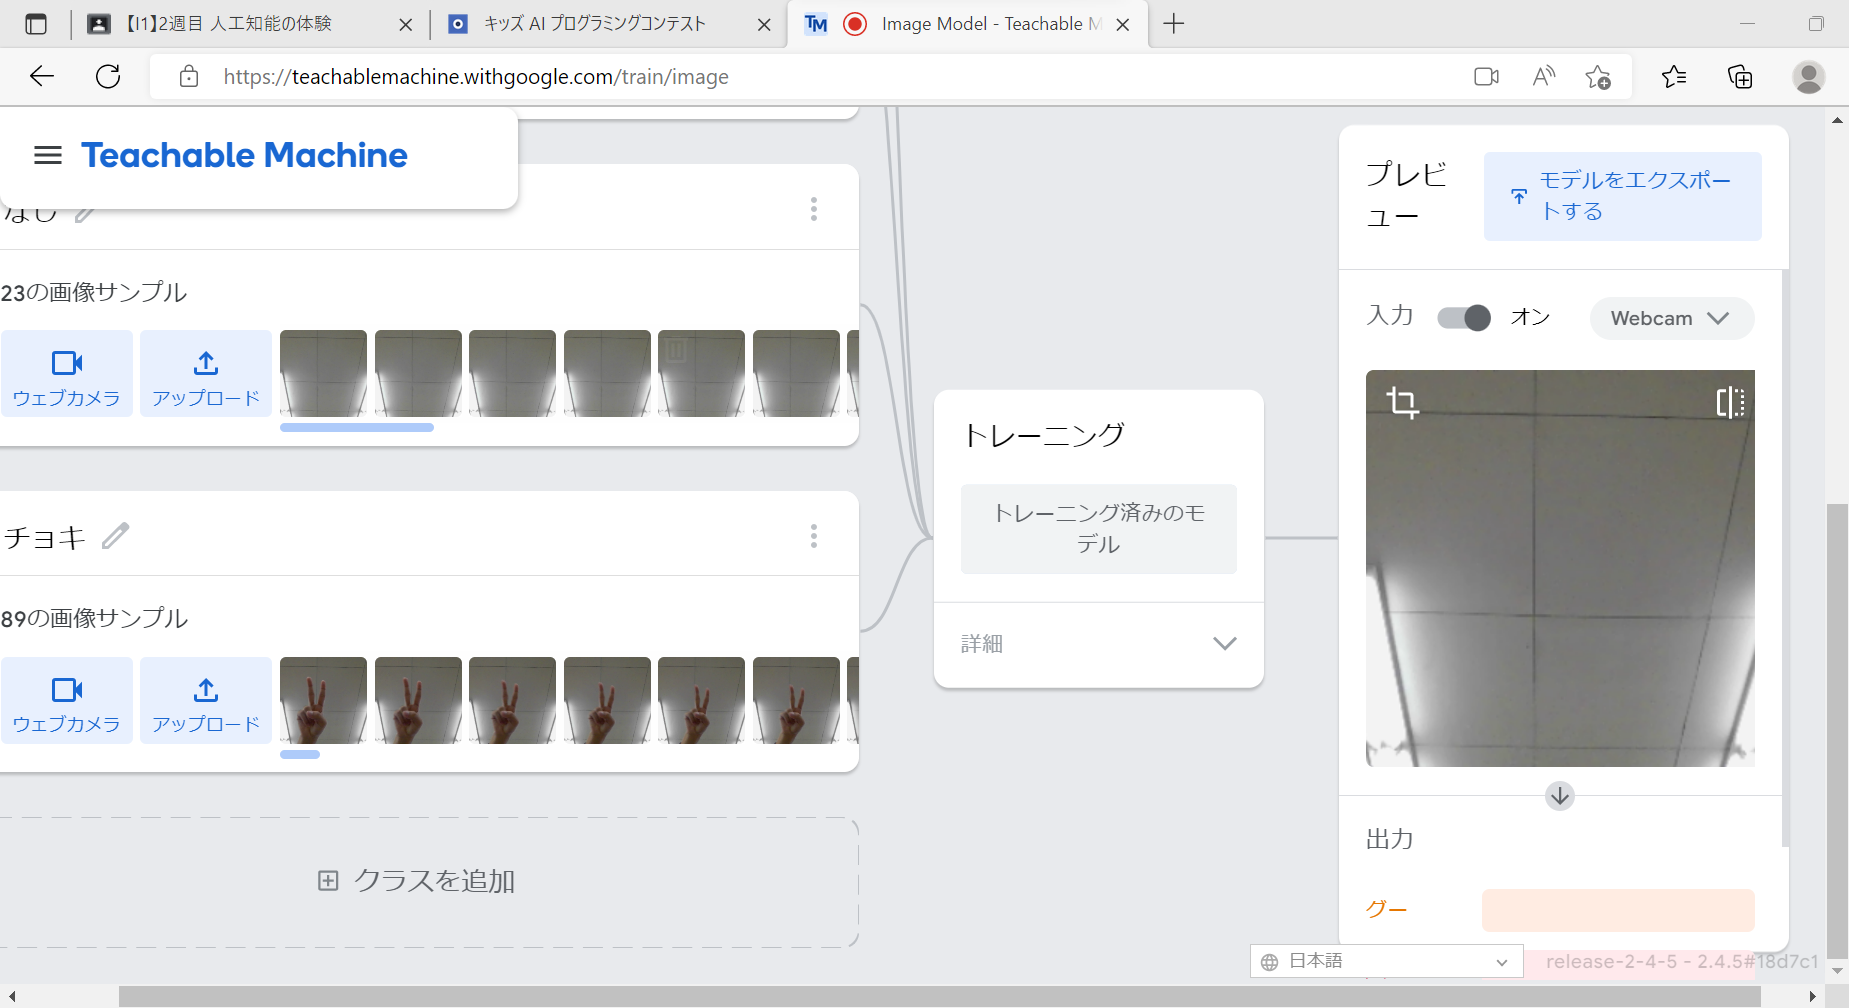 【I1】2週目 人工知能の体験
キッズ AI プログラミングコンテスト
TM
Image Model - Teachable M
https://teachablemachine.withgoogle.com/train/image
Teachable Machine
なし
23の画像サンプル
ウェブカメラ
アップロード
チョキ
89の画像サンプル
ウェブカメラ
アップロード
クラスを追加
トレーニング
トレーニング済みのモ
デル
詳細
プレビ
ュー
モデルをエクスポー
トする
入力
オン
Webcam
出力
グー
日本語
release-2-4-5 - 2.4.5#18d7c1